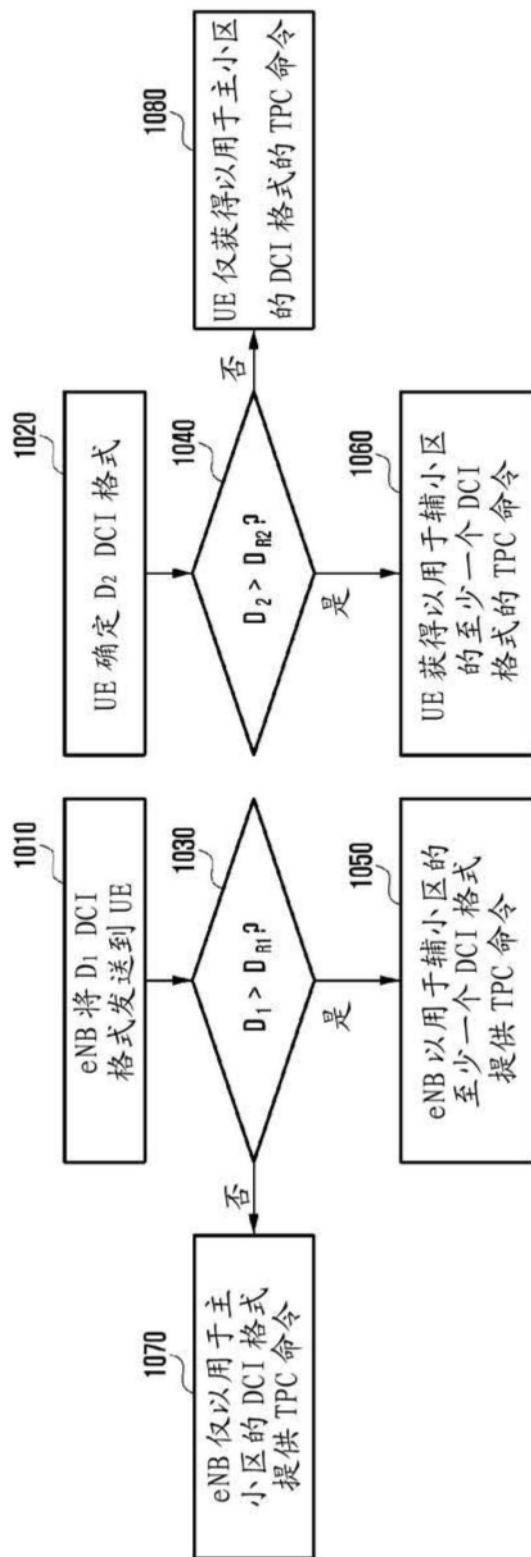 1010
eNB 将 D1 DCI
格式发送到 UE
1030
D1 > DR1?
否
是
1070
eNB 仅以用于主
小区的 DCI 格式
提供 TPC 命令
1050
eNB 以用于辅小区的
至少一个 DCI 格式
提供 TPC 命令
1020
UE 确定 D2 DCI 格式
1040
D2 > DR2?
否
是
1080
UE 仅获得以用于主小区
的 DCI 格式的 TPC 命令
1060
UE 获得以用于辅小区
的至少一个 DCI
格式的 TPC 命令